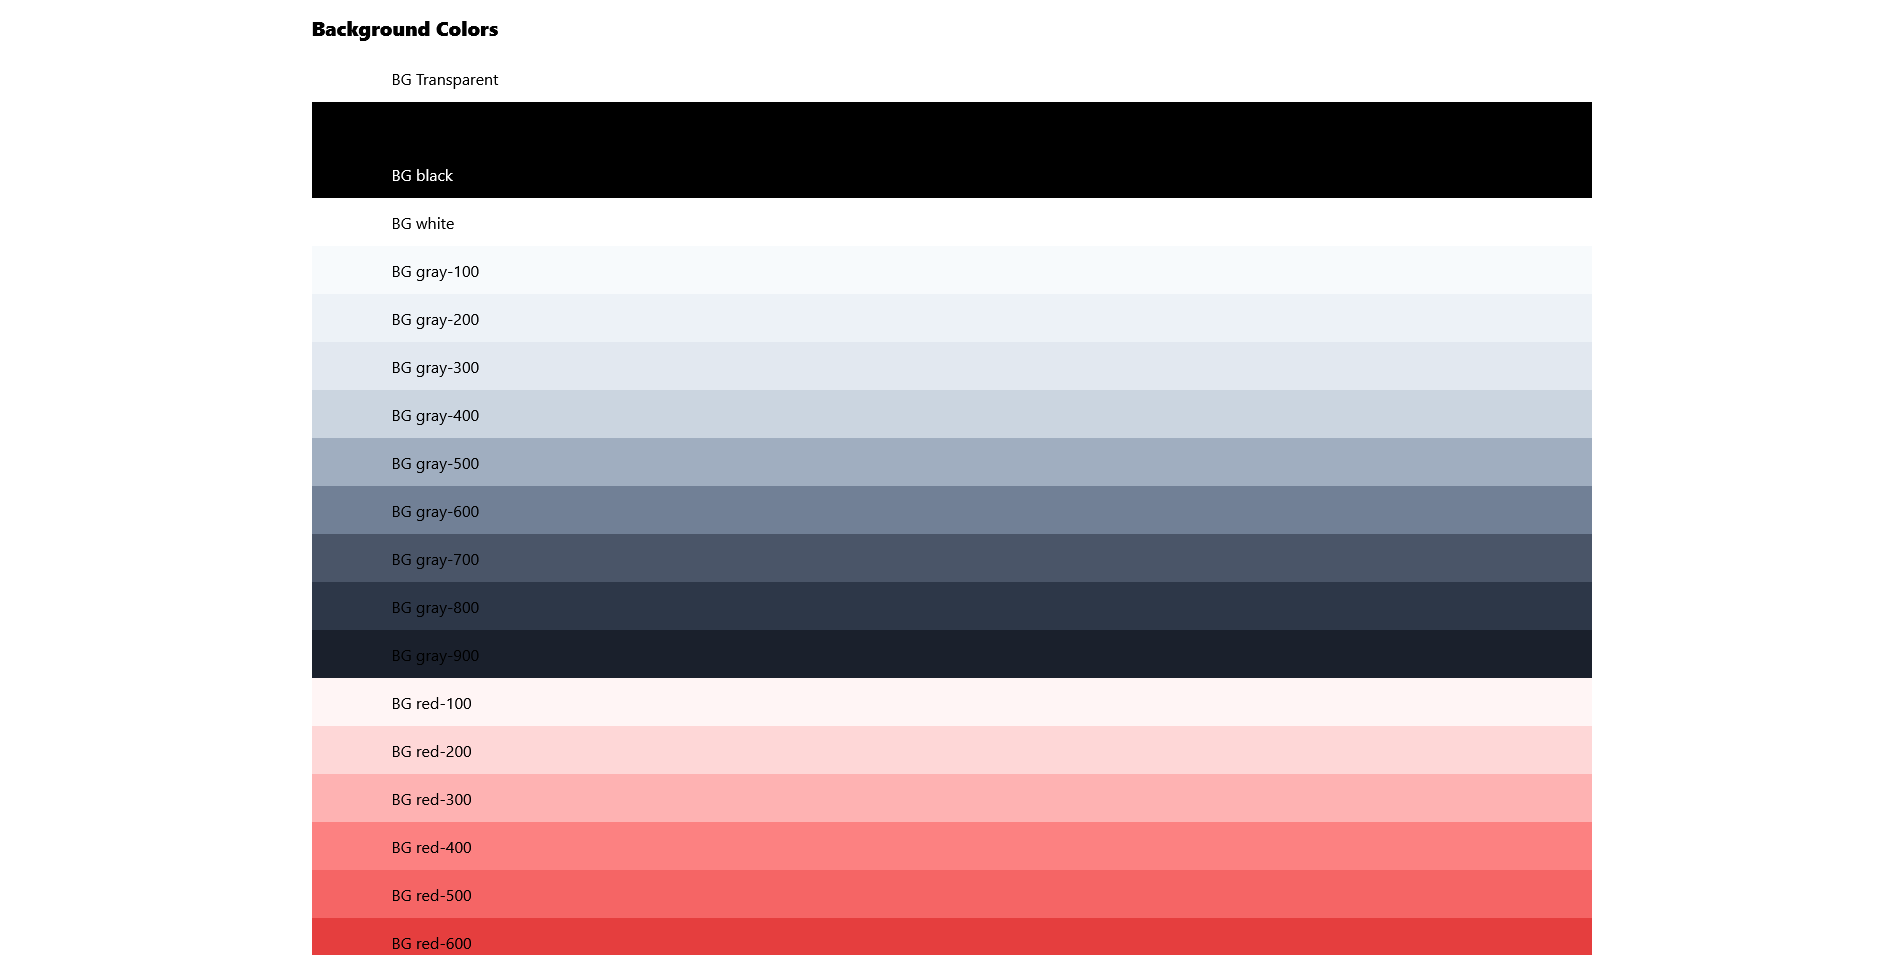 Background Colors
BG Transparent
BG black
BG white
BG gray-100
BG gray-200
BG gray-300
BG gray-400
BG gray-500
BG gray-600
BG gray-700
BG gray-800
BG gray-900
BG red-100
BG red-200
BG red-300
BG red-400
BG red-500
BG red-600